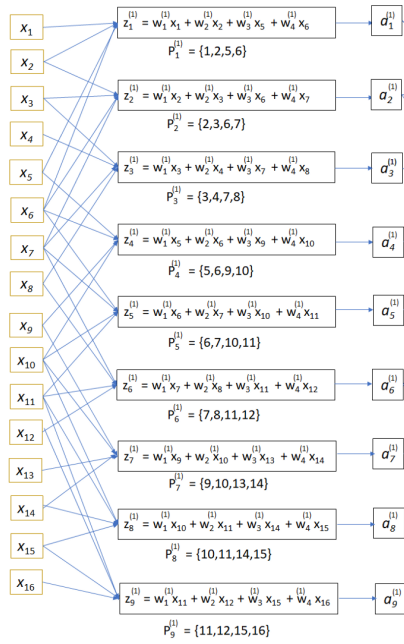 x₁
z₁⁽¹⁾ = w₁⁽¹⁾ x₁ + w₂⁽¹⁾ x₂ + w₃⁽¹⁾ x₅ + w₄⁽¹⁾ x₆
a₁⁽¹⁾
P₁⁽¹⁾ = {1,2,5,6}
x₂
z₂⁽¹⁾ = w₁⁽¹⁾ x₂ + w₂⁽¹⁾ x₃ + w₃⁽¹⁾ x₆ + w₄⁽¹⁾ x₇
a₂⁽¹⁾
x₃
P₂⁽¹⁾ = {2,3,6,7}
x₄
z₃⁽¹⁾ = w₁⁽¹⁾ x₃ + w₂⁽¹⁾ x₄ + w₃⁽¹⁾ x₇ + w₄⁽¹⁾ x₈
a₃⁽¹⁾
x₅
P₃⁽¹⁾ = {3,4,7,8}
x₆
z₄⁽¹⁾ = w₁⁽¹⁾ x₅ + w₂⁽¹⁾ x₆ + w₃⁽¹⁾ x₉ + w₄⁽¹⁾ x₁₀
a₄⁽¹⁾
x₇
P₄⁽¹⁾ = {5,6,9,10}
x₈
z₅⁽¹⁾ = w₁⁽¹⁾ x₆ + w₂⁽¹⁾ x₇ + w₃⁽¹⁾ x₁₀ + w₄⁽¹⁾ x₁₁
a₅⁽¹⁾
x₉
P₅⁽¹⁾ = {6,7,10,11}
x₁₀
z₆⁽¹⁾ = w₁⁽¹⁾ x₇ + w₂⁽¹⁾ x₈ + w₃⁽¹⁾ x₁₁ + w₄⁽¹⁾ x₁₂
a₆⁽¹⁾
x₁₁
P₆⁽¹⁾ = {7,8,11,12}
x₁₂
z₇⁽¹⁾ = w₁⁽¹⁾ x₉ + w₂⁽¹⁾ x₁₀ + w₃⁽¹⁾ x₁₃ + w₄⁽¹⁾ x₁₄
a₇⁽¹⁾
x₁₃
P₇⁽¹⁾ = {9,10,13,14}
x₁₄
z₈⁽¹⁾ = w₁⁽¹⁾ x₁₀ + w₂⁽¹⁾ x₁₁ + w₃⁽¹⁾ x₁₄ + w₄⁽¹⁾ x₁₅
a₈⁽¹⁾
x₁₅
P₈⁽¹⁾ = {10,11,14,15}
x₁₆
z₉⁽¹⁾ = w₁⁽¹⁾ x₁₁ + w₂⁽¹⁾ x₁₂ + w₃⁽¹⁾ x₁₅ + w₄⁽¹⁾ x₁₆
a₉⁽¹⁾
P₉⁽¹⁾ = {11,12,15,16}